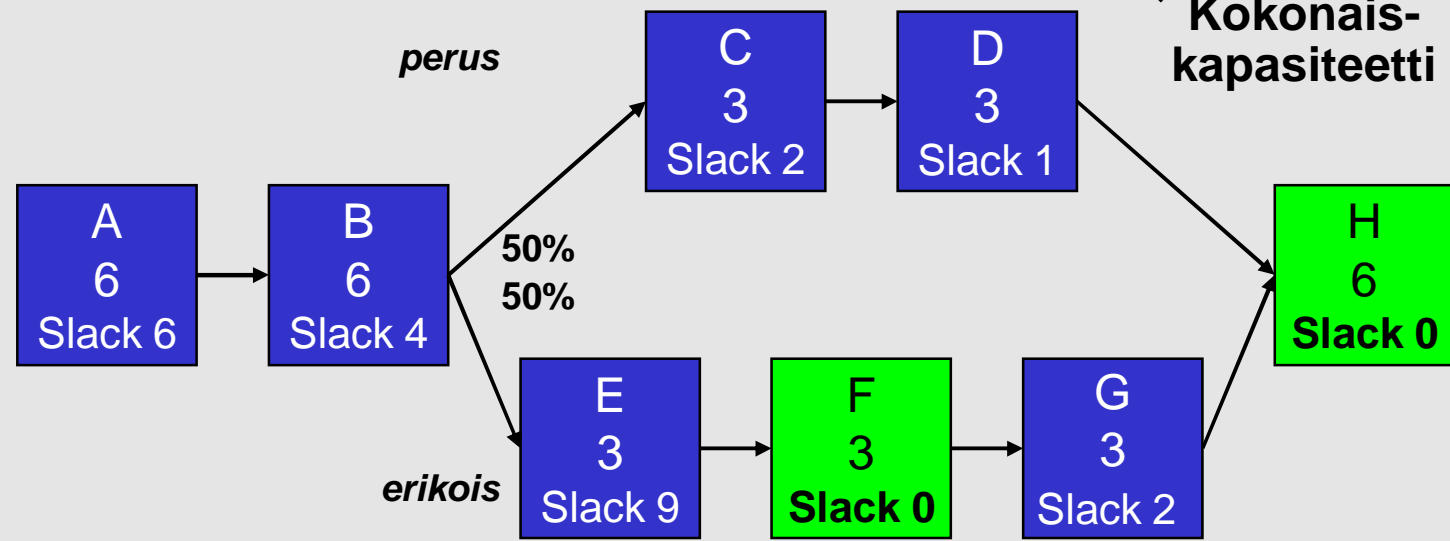 Kokonais-
kapasiteetti
perus
C
3
Slack 2
D
3
Slack 1
A
6
Slack 6
B
6
Slack 4
50%
50%
H
6
Slack 0
erikois
E
3
Slack 9
F
3
Slack 0
G
3
Slack 2